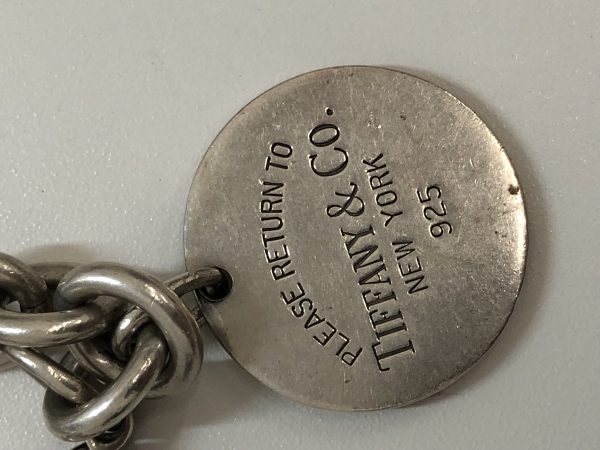 PLEASE RETURN TO
TIFFANY & CO.
NEW YORK
925